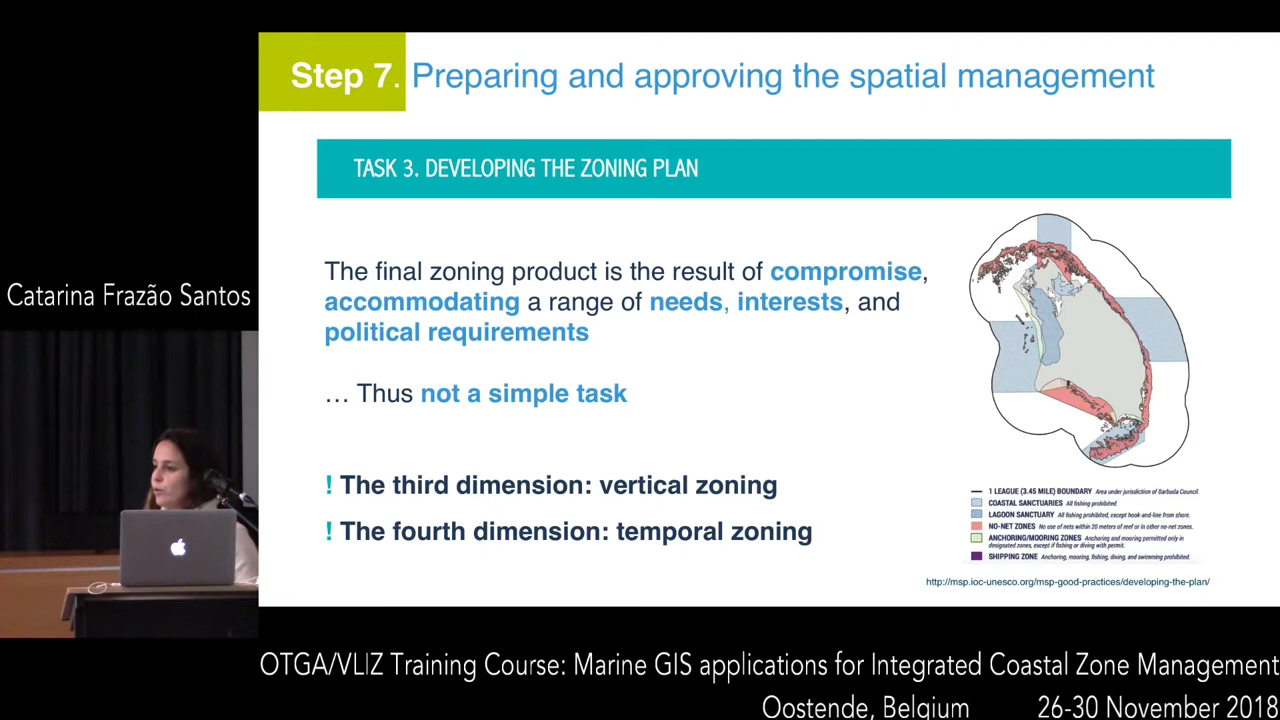 Step 7. Preparing and approving the spatial management
TASK 3. DEVELOPING THE ZONING PLAN
The final zoning product is the result of compromise,
accommodating a range of needs, interests, and
political requirements
… Thus not a simple task
! The third dimension: vertical zoning
! The fourth dimension: temporal zoning
1 LEAGUE (3.45 MILE) BOUNDARY Area under jurisdiction of Barbuda Council.
COASTAL SANCTUARIES All fishing prohibited.
LAGOON SANCTUARY All fishing prohibited, except hook-and-line from shore.
NO-NET ZONES No use of nets within 20 meters of reef or in other no-net zones.
ANCHORING/MOORING ZONES Anchoring and mooring permitted only in
designated zones, except if fishing or diving with permit.
SHIPPING ZONE Anchoring, mooring, fishing, diving, and swimming prohibited.
http://msp.ioc-unesco.org/msp-good-practices/developing-the-plan/
Catarina Frazão Santos
OTGA/VLIZ Training Course: Marine GIS applications for Integrated Coastal Zone Management
Oostende, Belgium 26-30 November 2018